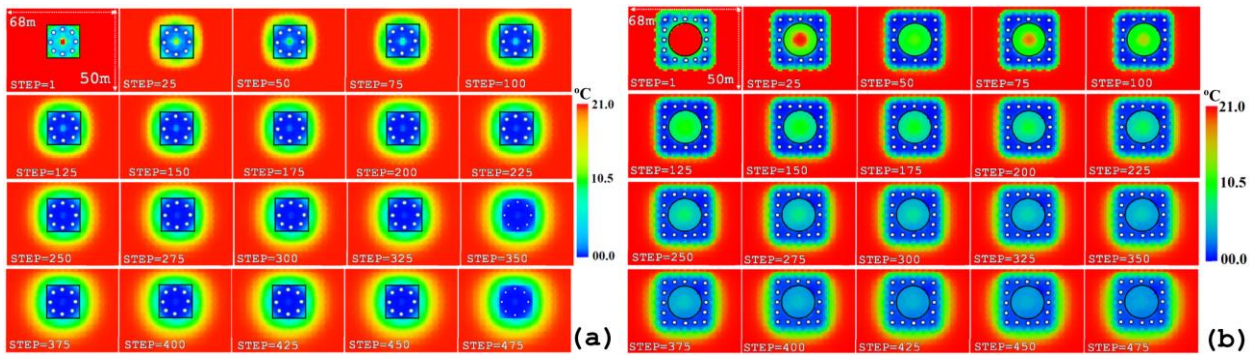 68m
50m
STEP=1
STEP=25
STEP=50
STEP=75
STEP=100
STEP=125
STEP=150
STEP=175
STEP=200
STEP=225
STEP=250
STEP=275
STEP=300
STEP=325
STEP=350
STEP=375
STEP=400
STEP=425
STEP=450
STEP=475
ºC
21.0
10.5
00.0
(a)
68m
50m
STEP=1
STEP=25
STEP=50
STEP=75
STEP=100
STEP=125
STEP=150
STEP=175
STEP=200
STEP=225
STEP=250
STEP=275
STEP=300
STEP=325
STEP=350
STEP=375
STEP=400
STEP=425
STEP=450
STEP=475
ºC
21.0
10.5
00.0
(b)